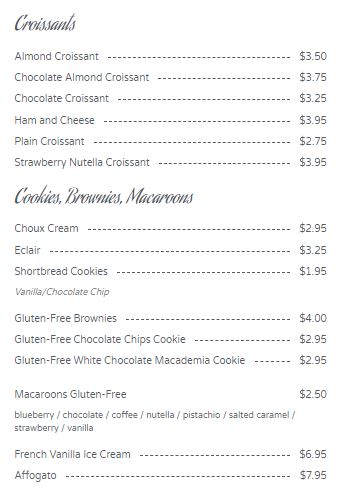 Croissants
Almond Croissant $3.50
Chocolate Almond Croissant $3.75
Chocolate Croissant $3.25
Ham and Cheese $3.95
Plain Croissant $2.75
Strawberry Nutella Croissant $3.95
Cookies, Brownies, Macaroons
Choux Cream $2.95
Eclair $3.25
Shortbread Cookies $1.95
Vanilla/Chocolate Chip
Gluten-Free Brownies $4.00
Gluten-Free Chocolate Chips Cookie $2.95
Gluten-Free White Chocolate Macademia Cookie $2.95
Macaroons Gluten-Free $2.50
blueberry / chocolate / coffee / nutella / pistachio / salted caramel /
strawberry / vanilla
French Vanilla Ice Cream $6.95
Affogato $7.95